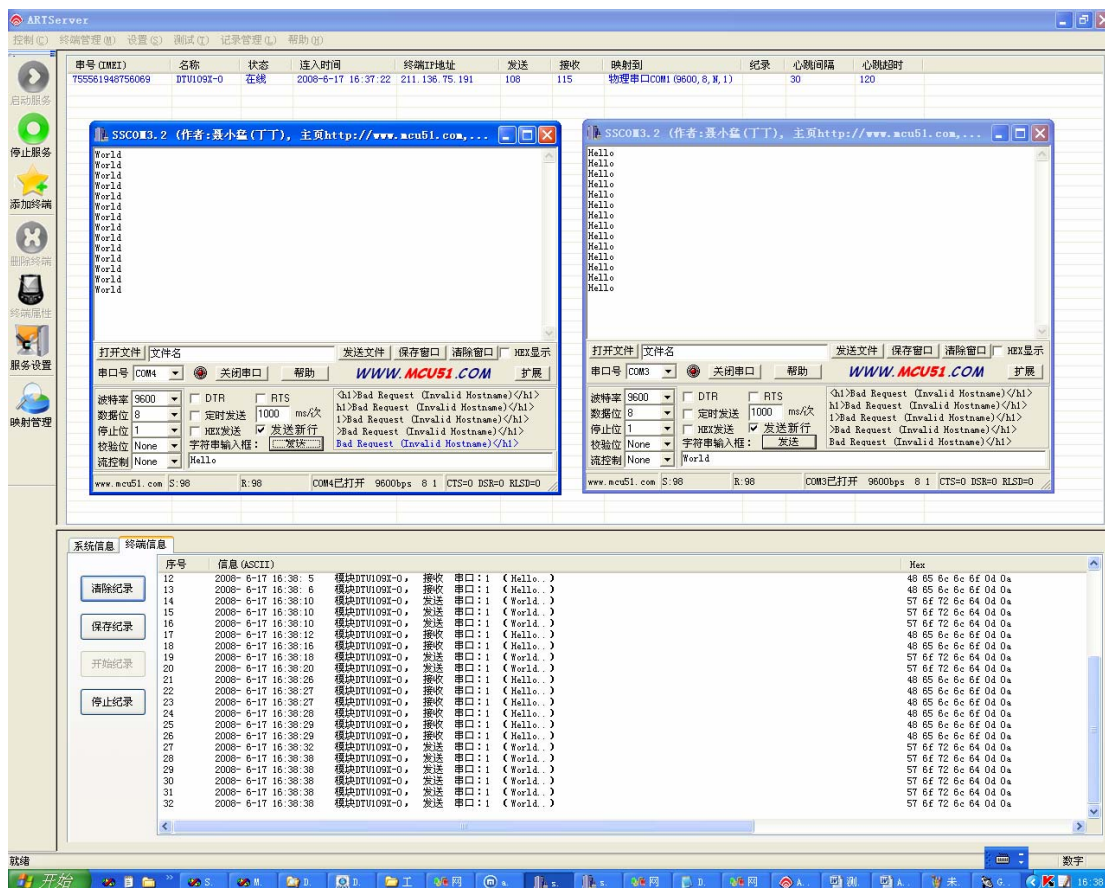 ARTServer
控制(C) 终端管理(M) 设置(S) 测试(T) 记录管理(L) 帮助(H)
启动服务
停止服务
添加终端
删除终端
终端属性
服务设置
映射管理
串号(IMEI) 名称 状态 连入时间 终端IP地址 发送 接收 映射到 纪录 心跳间隔 心跳超时
755561948756069 DTU109X-0 在线 2008-6-17 16:37:22 211.136.75.191 108 115 物理串口COM1(9600,8,N,1) 30 120
SSCOM3.2 (作者:聂小猛(丁丁), 主页http://www.mcu51.com,...
World
World
World
World
World
World
World
World
World
World
World
World
World
World
打开文件 文件名 发送文件 保存窗口 清除窗口 HEX显示
串口号 COM4 关闭串口 帮助 WWW.MCU51.COM 扩展
波特率 9600 DTR RTS
数据位 8 定时发送 1000 ms/次
停止位 1 HEX发送 发送新行
校验位 None 字符串输入框: 发送
流控制 None Hello
<h1>Bad Request (Invalid Hostname)</h1>
h1>Bad Request (Invalid Hostname)</h1>
1>Bad Request (Invalid Hostname)</h1>
>Bad Request (Invalid Hostname)</h1>
Bad Request (Invalid Hostname)</h1>
www.mcu51.com S:98 R:98 COM4已打开 9600bps 8 1 CTS=0 DSR=0 RLSD=0
SSCOM3.2 (作者:聂小猛(丁丁), 主页http://www.mcu51.com,...
Hello
Hello
Hello
Hello
Hello
Hello
Hello
Hello
Hello
Hello
Hello
Hello
Hello
Hello
打开文件 文件名 发送文件 保存窗口 清除窗口 HEX显示
串口号 COM3 关闭串口 帮助 WWW.MCU51.COM 扩展
波特率 9600 DTR RTS
数据位 8 定时发送 1000 ms/次
停止位 1 HEX发送 发送新行
校验位 None 字符串输入框: 发送
流控制 None World
<h1>Bad Request (Invalid Hostname)</h1>
h1>Bad Request (Invalid Hostname)</h1>
1>Bad Request (Invalid Hostname)</h1>
>Bad Request (Invalid Hostname)</h1>
Bad Request (Invalid Hostname)</h1>
www.mcu51.com S:98 R:98 COM3已打开 9600bps 8 1 CTS=0 DSR=0 RLSD=0
系统信息 终端信息
清除纪录
保存纪录
开始纪录
停止纪录
序号 信息(ASCII) Hex
12 2008- 6-17 16:38: 5 模块DTU109X-0, 接收 串口:1 (Hello..) 48 65 6c 6c 6f 0d 0a
13 2008- 6-17 16:38: 6 模块DTU109X-0, 接收 串口:1 (Hello..) 48 65 6c 6c 6f 0d 0a
14 2008- 6-17 16:38:10 模块DTU109X-0, 发送 串口:1 (World..) 57 6f 72 6c 64 0d 0a
15 2008- 6-17 16:38:10 模块DTU109X-0, 发送 串口:1 (World..) 57 6f 72 6c 64 0d 0a
16 2008- 6-17 16:38:10 模块DTU109X-0, 发送 串口:1 (World..) 57 6f 72 6c 64 0d 0a
17 2008- 6-17 16:38:12 模块DTU109X-0, 接收 串口:1 (Hello..) 48 65 6c 6c 6f 0d 0a
18 2008- 6-17 16:38:16 模块DTU109X-0, 接收 串口:1 (Hello..) 48 65 6c 6c 6f 0d 0a
19 2008- 6-17 16:38:18 模块DTU109X-0, 发送 串口:1 (World..) 57 6f 72 6c 64 0d 0a
20 2008- 6-17 16:38:20 模块DTU109X-0, 发送 串口:1 (World..) 57 6f 72 6c 64 0d 0a
21 2008- 6-17 16:38:26 模块DTU109X-0, 接收 串口:1 (Hello..) 48 65 6c 6c 6f 0d 0a
22 2008- 6-17 16:38:27 模块DTU109X-0, 接收 串口:1 (Hello..) 48 65 6c 6c 6f 0d 0a
23 2008- 6-17 16:38:27 模块DTU109X-0, 接收 串口:1 (Hello..) 48 65 6c 6c 6f 0d 0a
24 2008- 6-17 16:38:28 模块DTU109X-0, 接收 串口:1 (Hello..) 48 65 6c 6c 6f 0d 0a
25 2008- 6-17 16:38:29 模块DTU109X-0, 接收 串口:1 (Hello..) 48 65 6c 6c 6f 0d 0a
26 2008- 6-17 16:38:29 模块DTU109X-0, 接收 串口:1 (Hello..) 48 65 6c 6c 6f 0d 0a
27 2008- 6-17 16:38:32 模块DTU109X-0, 发送 串口:1 (World..) 57 6f 72 6c 64 0d 0a
28 2008- 6-17 16:38:38 模块DTU109X-0, 发送 串口:1 (World..) 57 6f 72 6c 64 0d 0a
29 2008- 6-17 16:38:38 模块DTU109X-0, 发送 串口:1 (World..) 57 6f 72 6c 64 0d 0a
30 2008- 6-17 16:38:38 模块DTU109X-0, 发送 串口:1 (World..) 57 6f 72 6c 64 0d 0a
31 2008- 6-17 16:38:38 模块DTU109X-0, 发送 串口:1 (World..) 57 6f 72 6c 64 0d 0a
32 2008- 6-17 16:38:38 模块DTU109X-0, 发送 串口:1 (World..) 57 6f 72 6c 64 0d 0a
就绪 数字
开始 S. M. D. D. 工 网 a. s. s. 网 D. 网 A. 测. A. 未. G. 16:38